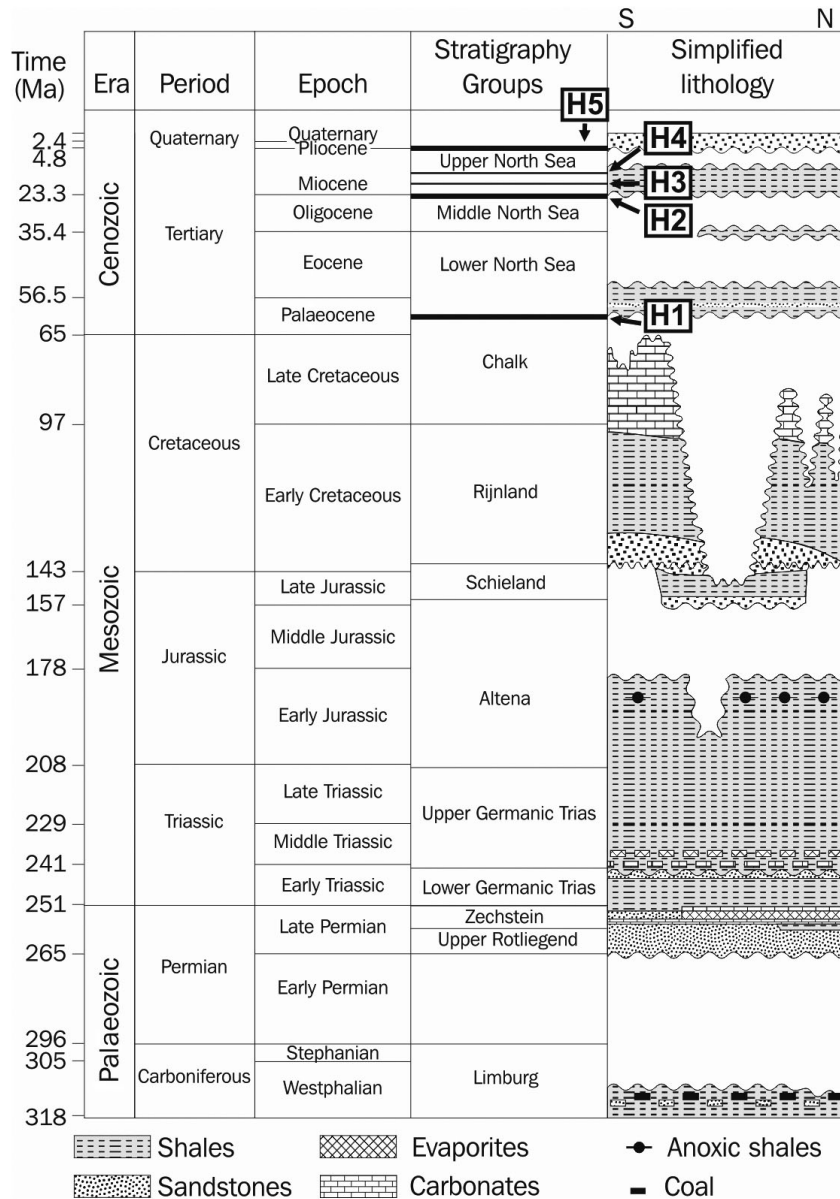 S N
Time
(Ma)
Era
Period
Epoch
Stratigraphy
Groups
Simplified
lithology
H5
2.4
4.8
23.3
35.4
56.5
65
97
143
157
178
208
229
241
251
265
296
305
318
Cenozoic
Mesozoic
Palaeozoic
Quaternary
Tertiary
Cretaceous
Jurassic
Triassic
Permian
Carboniferous
Quaternary
Pliocene
Miocene
Oligocene
Eocene
Palaeocene
Late Cretaceous
Early Cretaceous
Late Jurassic
Middle Jurassic
Early Jurassic
Late Triassic
Middle Triassic
Early Triassic
Late Permian
Early Permian
Stephanian
Westphalian
Upper North Sea
Middle North Sea
Lower North Sea
Chalk
Rijnland
Schieland
Altena
Upper Germanic Trias
Lower Germanic Trias
Zechstein
Upper Rotliegend
Limburg
H4
H3
H2
H1
Shales
Evaporites
Anoxic shales
Sandstones
Carbonates
Coal